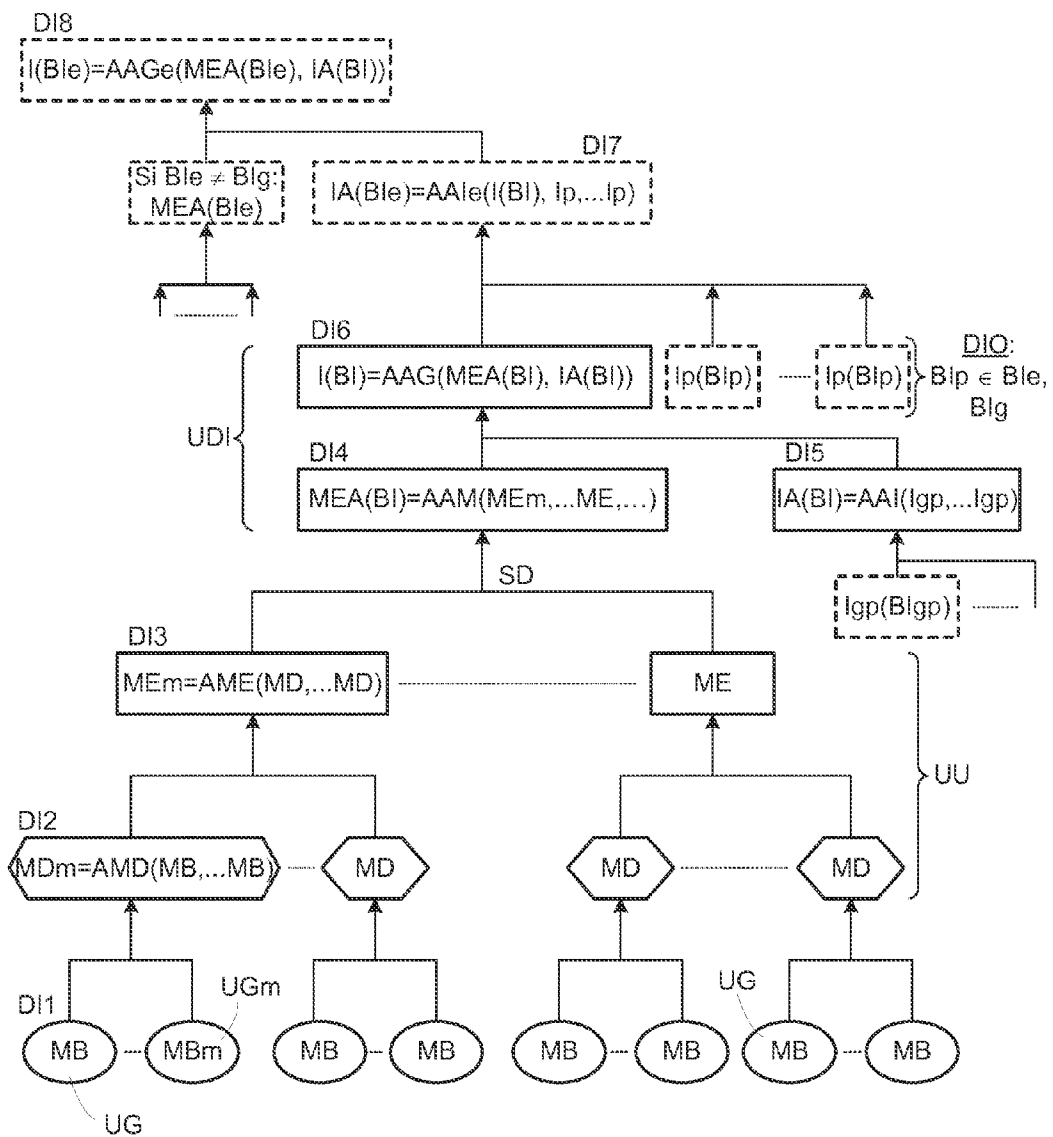 DI8
I(BIe)=AAGe(MEA(BIe), IA(BI))
DI7
Si BIe ≠ BIg:
MEA(BIe)
IA(BIe)=AAIe(I(BI), Ip,...Ip)
DI6
I(BI)=AAG(MEA(BI), IA(BI))
Ip(BIp)
Ip(BIp)
DIO:
BIp ∈ BIe,
BIg
UDI
DI4
MEA(BI)=AAM(MEm,...ME,...)
DI5
IA(BI)=AAI(Igp,...Igp)
SD
Igp(BIgp)
DI3
MEm=AME(MD,...MD)
ME
UU
DI2
MDm=AMD(MB,...MB)
MD
MD
MD
UGm
UG
DI1
MB
MBm
MB
MB
MB
MB
MB
MB
UG